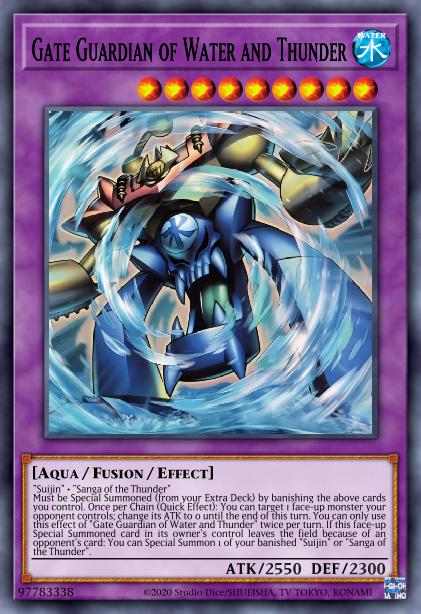 GATE GUARDIAN OF WATER AND THUNDER
WATER
水
[AQUA / FUSION / EFFECT]
"Suijin" + "Sanga of the Thunder"
Must be Special Summoned (from your Extra Deck) by banishing the above cards
you control. Once per Chain (Quick Effect): You can target 1 face-up monster your
opponent controls; change its ATK to 0 until the end of this turn. You can only use
this effect of "Gate Guardian of Water and Thunder" twice per turn. If this face-up
Special Summoned card in its owner's control leaves the field because of an
opponent's card: You can Special Summon 1 of your banished "Suijin" or "Sanga of
the Thunder".
ATK/2550 DEF/2300
97783338
©2020 Studio Dice/SHUEISHA, TV TOKYO, KONAMI